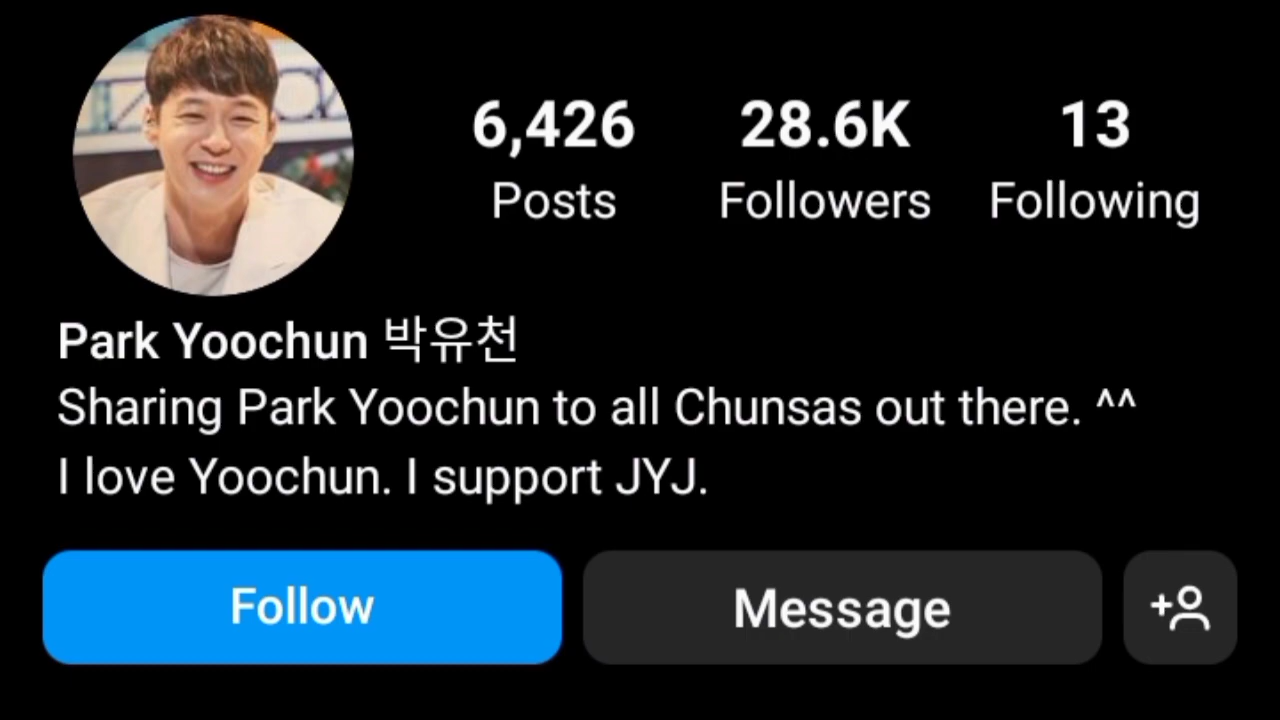 6,426 28.6K 13
Posts Followers Following
Park Yoochun 박유천
Sharing Park Yoochun to all Chunsas out there. ^^
I love Yoochun. I support JYJ.
Follow Message